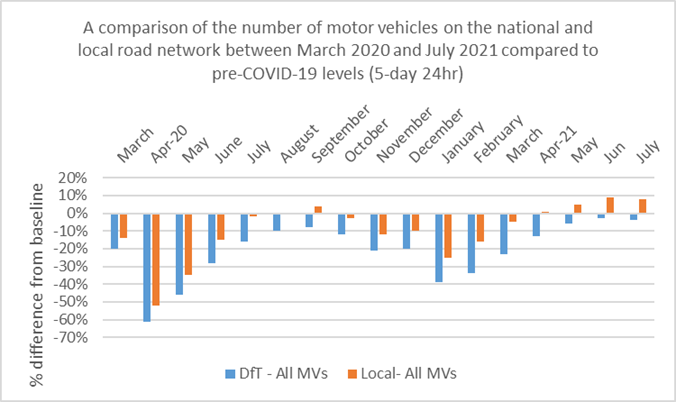 A comparison of the number of motor vehicles on the national and
local road network between March 2020 and July 2021 compared to
pre-COVID-19 levels (5-day 24hr)
March
Apr-20
May
June
July
August
September
October
November
December
January
February
March
Apr-21
May
Jun
July
% difference from baseline
20%
10%
0%
-10%
-20%
-30%
-40%
-50%
-60%
-70%
DfT - All MVs
Local- All MVs